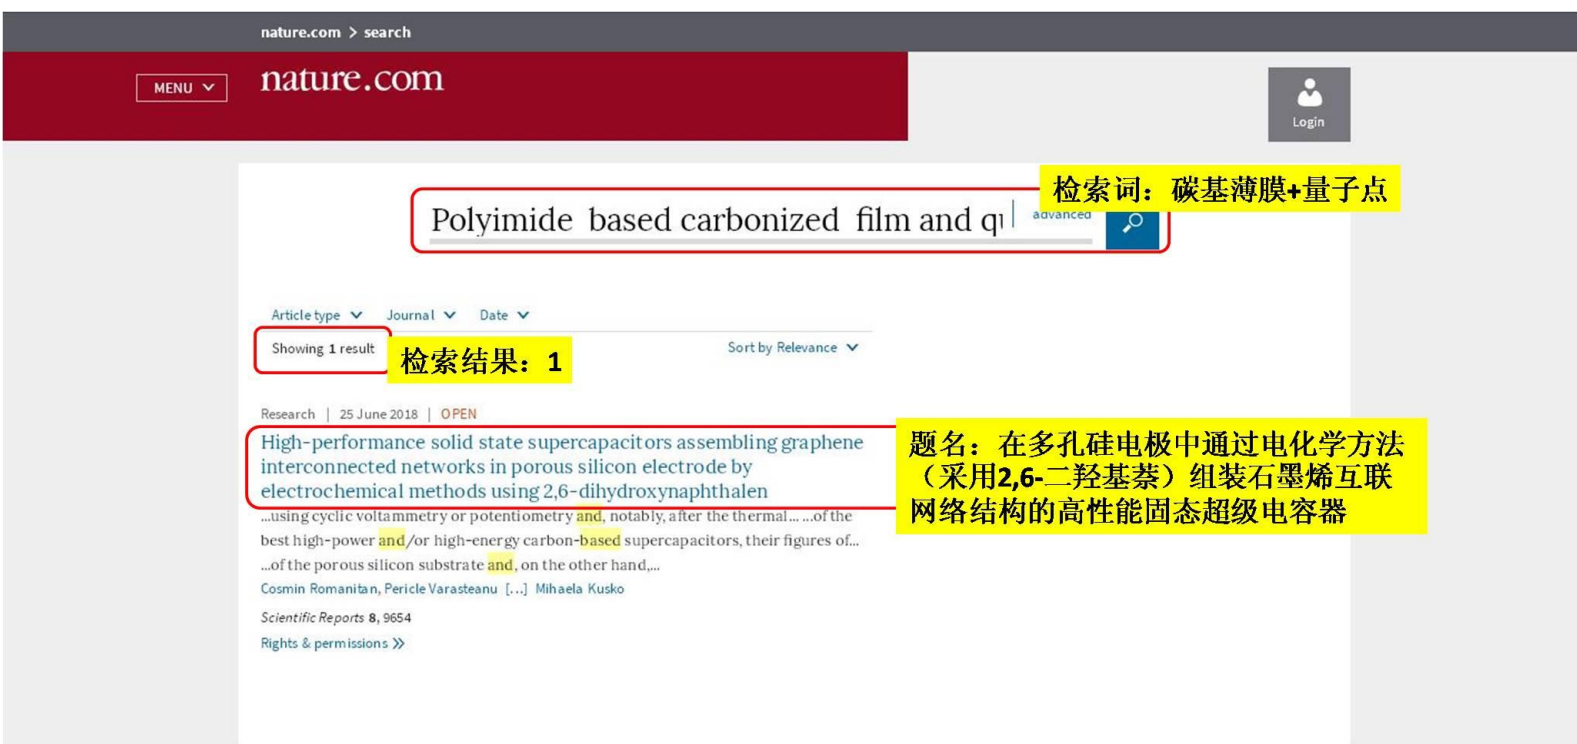 nature.com > search
MENU
nature.com
Login
检索词：碳基薄膜+量子点
Polyimide based carbonized film and
advanced
Article type
Journal
Date
Showing 1 result
检索结果：1
Sort by Relevance
Research | 25 June 2018 | OPEN
High-performance solid state supercapacitors assembling graphene
interconnected networks in porous silicon electrode by
electrochemical methods using 2,6-dihydroxynaphthalen
题名：在多孔硅电极中通过电化学方法
（采用2,6-二羟基萘）组装石墨烯互联
网络结构的高性能固态超级电容器
...using cyclic voltammetry or potentiometry and, notably, after the thermal... ...of the
best high-power and/or high-energy carbon-based supercapacitors, their figures of...
...of the porous silicon substrate and, on the other hand,...
Cosmin Romanitan, Pericle Varasteanu [...] Mihaela Kusko
Scientific Reports 8, 9654
Rights & permissions >>